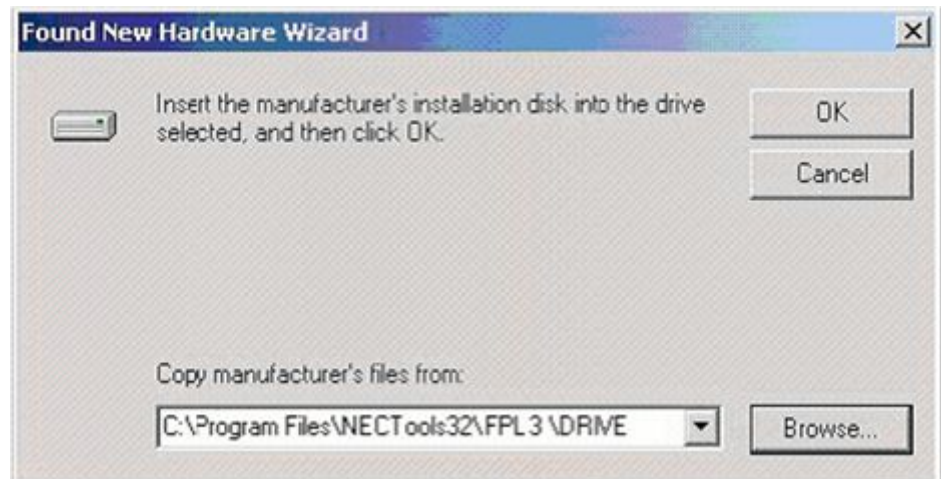 Found New Hardware Wizard
Insert the manufacturer's installation disk into the drive
selected, and then click OK.
OK
Cancel
Copy manufacturer's files from:
C:\Program Files\NECTools32\FPL3 \DRIVE
Browse...